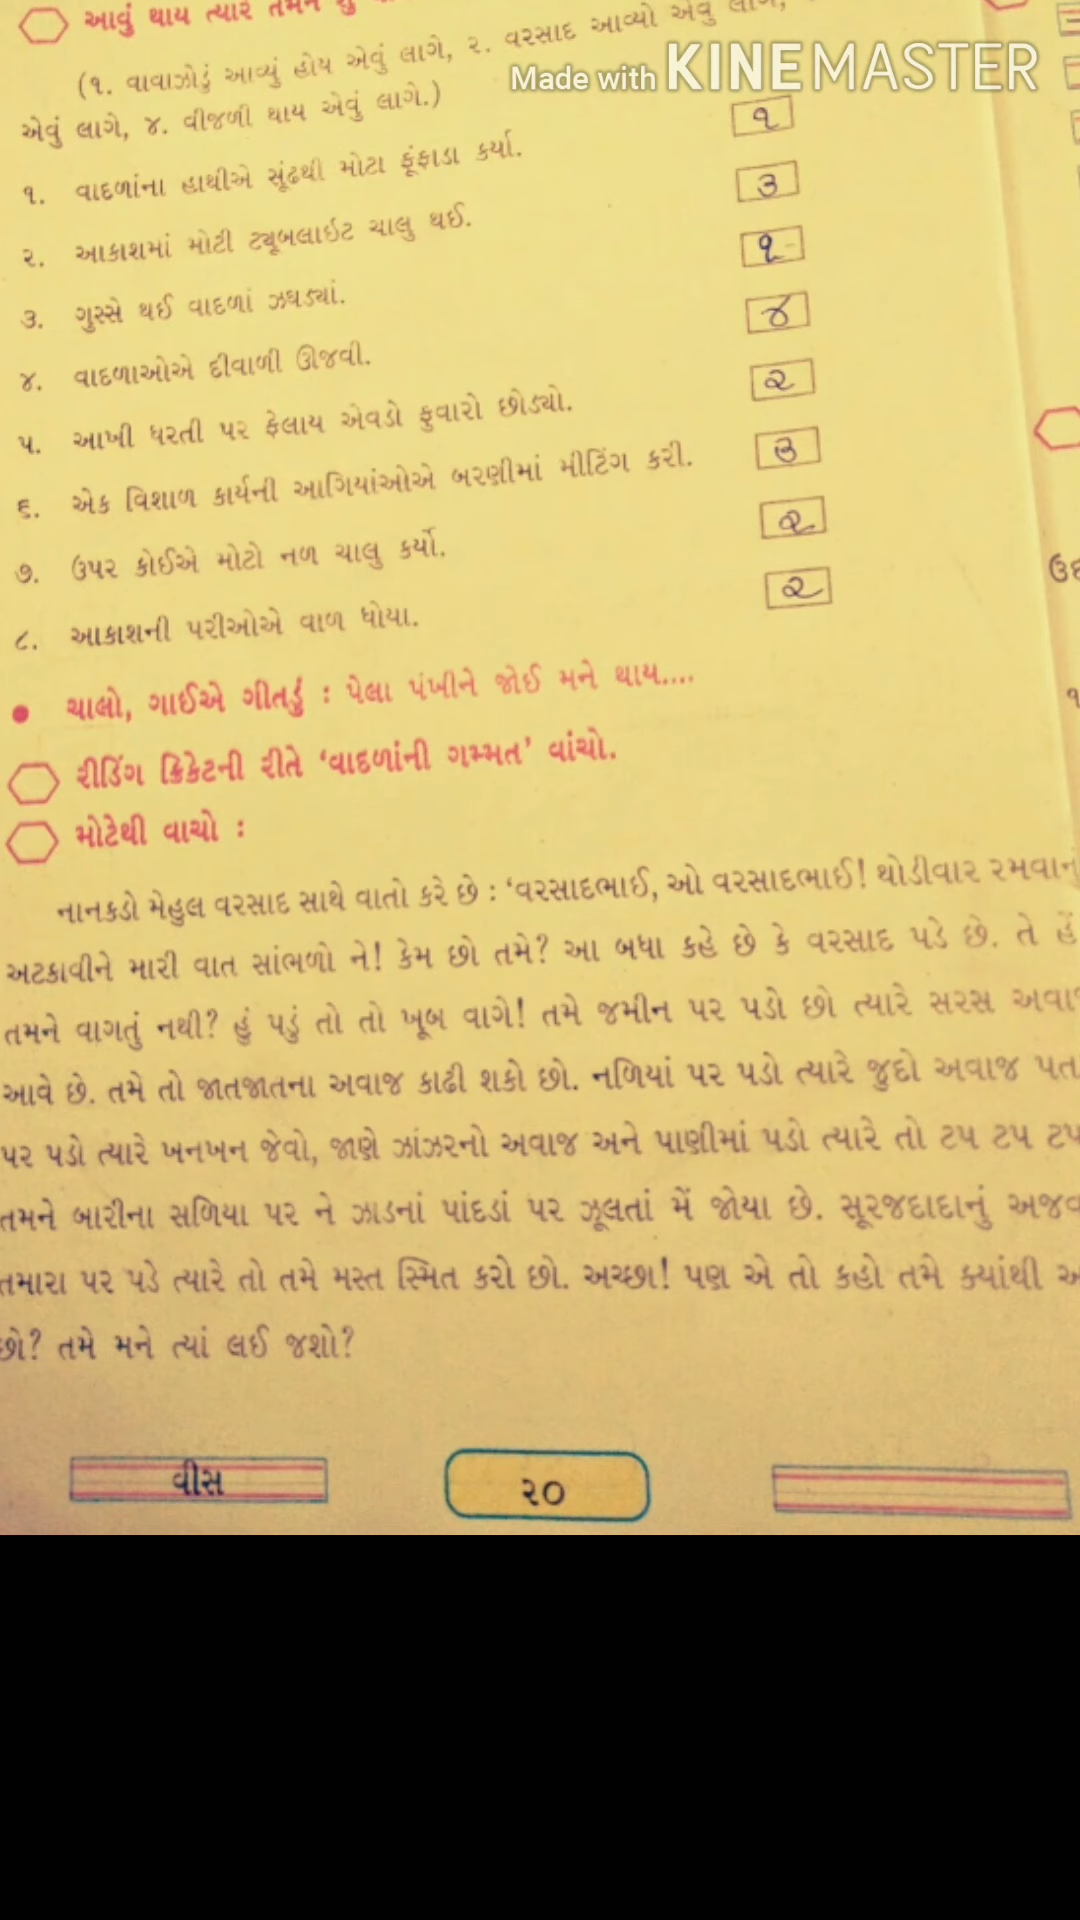 આવું થાય ત્યારે તમને
Made with KINEMASTER
(૧. વાવાઝોડું આવ્યું હોય એવું લાગે, ૨. વરસાદ આવ્યો એવું લાગે,
એવું લાગે, ૪. વીજળી થાય એવું લાગે.)
૧. વાદળાંના હાથીએ સૂંઢથી મોટા ફૂંફાડા કર્યા. ૧
૨. આકાશમાં મોટી ટ્યૂબલાઇટ ચાલુ થઈ. ૩
૩. ગુસ્સે થઈ વાદળાં ઝઘડ્યાં. ૧
૪. વાદળાઓએ દીવાળી ઊજવી. ૪
૫. આખી ધરતી પર ફેલાય એવડો ફુવારો છોડ્યો. ૨
૬. એક વિશાળ કાર્યની આગિયાંઓએ બરણીમાં મીટિંગ કરી. ૩
૭. ઉપર કોઈએ મોટો નળ ચાલુ કર્યો. ૨
૮. આકાશની પરીઓએ વાળ ધોયા. ૨
• ચાલો, ગાઈએ ગીતડું : પેલા પંખીને જોઈ મને થાય....
રીડિંગ ક્રિકેટની રીતે ‘વાદળાંની ગમ્મત’ વાંચો.
મોટેથી વાચો :
નાનકડો મેહુલ વરસાદ સાથે વાતો કરે છે : ‘વરસાદભાઈ, ઓ વરસાદભાઈ! થોડીવાર રમવાનું
અટકાવીને મારી વાત સાંભળો ને! કેમ છો તમે? આ બધા કહે છે કે વરસાદ પડે છે. તે હેં
તમને વાગતું નથી? હું પડું તો તો ખૂબ વાગે! તમે જમીન પર પડો છો ત્યારે સરસ
આવે છે. તમે તો જાતજાતના અવાજ કાઢી શકો છો. નળિયાં પર પડો ત્યારે જુદો અવાજ
પર પડો ત્યારે ખનખન જેવો, જાણે ઝાંઝરનો અવાજ અને પાણીમાં પડો ત્યારે તો ટપ ટપ ટપ
તમને બારીના સળિયા પર ને ઝાડનાં પાંદડાં પર ઝૂલતાં મેં જોયા છે. સૂરજદાદાનું
તમારા પર પડે ત્યારે તો તમે મસ્ત સ્મિત કરો છો. અચ્છા! પણ એ તો કહો તમે ક્યાંથી
છો? તમે મને ત્યાં લઈ જશો?
વીસ
૨૦